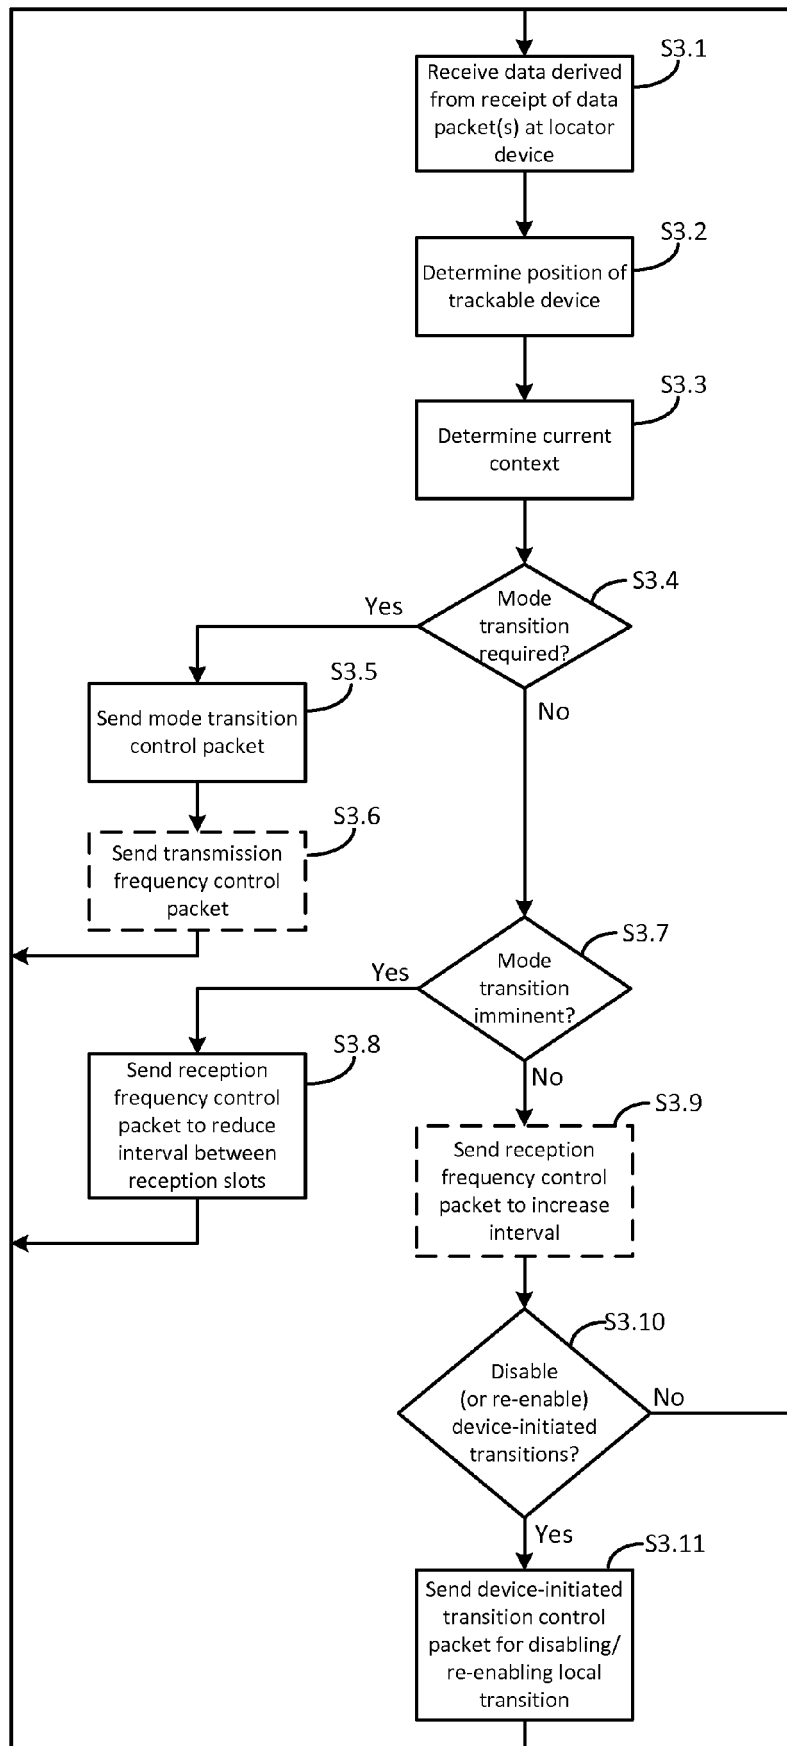 S3.1
Receive data derived
from receipt of data
packet(s) at locator
device
S3.2
Determine position of
trackable device
S3.3
Determine current
context
S3.4
Mode
transition
required?
Yes
No
S3.5
Send mode transition
control packet
S3.6
Send transmission
frequency control
packet
S3.7
Mode
transition
imminent?
Yes
No
S3.8
Send reception
frequency control
packet to reduce
interval between
reception slots
S3.9
Send reception
frequency control
packet to increase
interval
S3.10
Disable
(or re-enable)
device-initiated
transitions?
No
Yes
S3.11
Send device-initiated
transition control
packet for disabling/
re-enabling local
transition